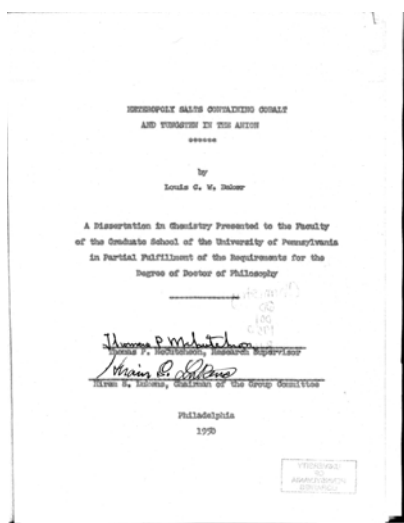 HETEROPOLY SALTS CONTAINING COBALT
AND TUNGSTEN IN THE ANION
******
by
Louis C. W. Baker
A Dissertation in Chemistry Presented to the Faculty
of the Graduate School of the University of Pennsylvania
in Partial Fulfillment of the Requirements for the
Degree of Doctor of Philosophy
Thomas P. McCutcheon
Thomas P. McCutcheon, Research Supervisor
Hiram S. Lukens
Hiram S. Lukens, Chairman of the Group Committee
Philadelphia
1950